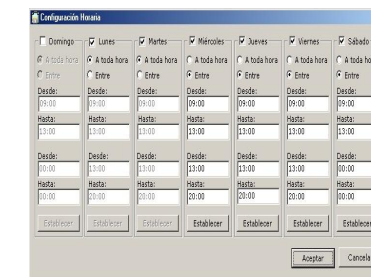 Configuración Horaria
Domingo Lunes Martes Miércoles Jueves Viernes Sábado
A toda hora A toda hora A toda hora A toda hora A toda hora A toda hora A toda ho
Entre Entre Entre Entre Entre Entre Entre
Desde: Desde: Desde: Desde: Desde: Desde: Desde:
09:00 09:00 09:00 09:00 09:00 09:00 09:00
Hasta: Hasta: Hasta: Hasta: Hasta: Hasta: Hasta:
13:00 13:00 13:00 13:00 13:00 13:00 13:00
Desde: Desde: Desde: Desde: Desde: Desde: Desde:
00:00 13:00 13:00 13:00 13:00 13:00 00:00
Hasta: Hasta: Hasta: Hasta: Hasta: Hasta: Hasta:
00:00 20:00 20:00 20:00 20:00 20:00 00:00
Establecer Establecer Establecer Establecer Establecer Establecer Establecer
Aceptar Cancela